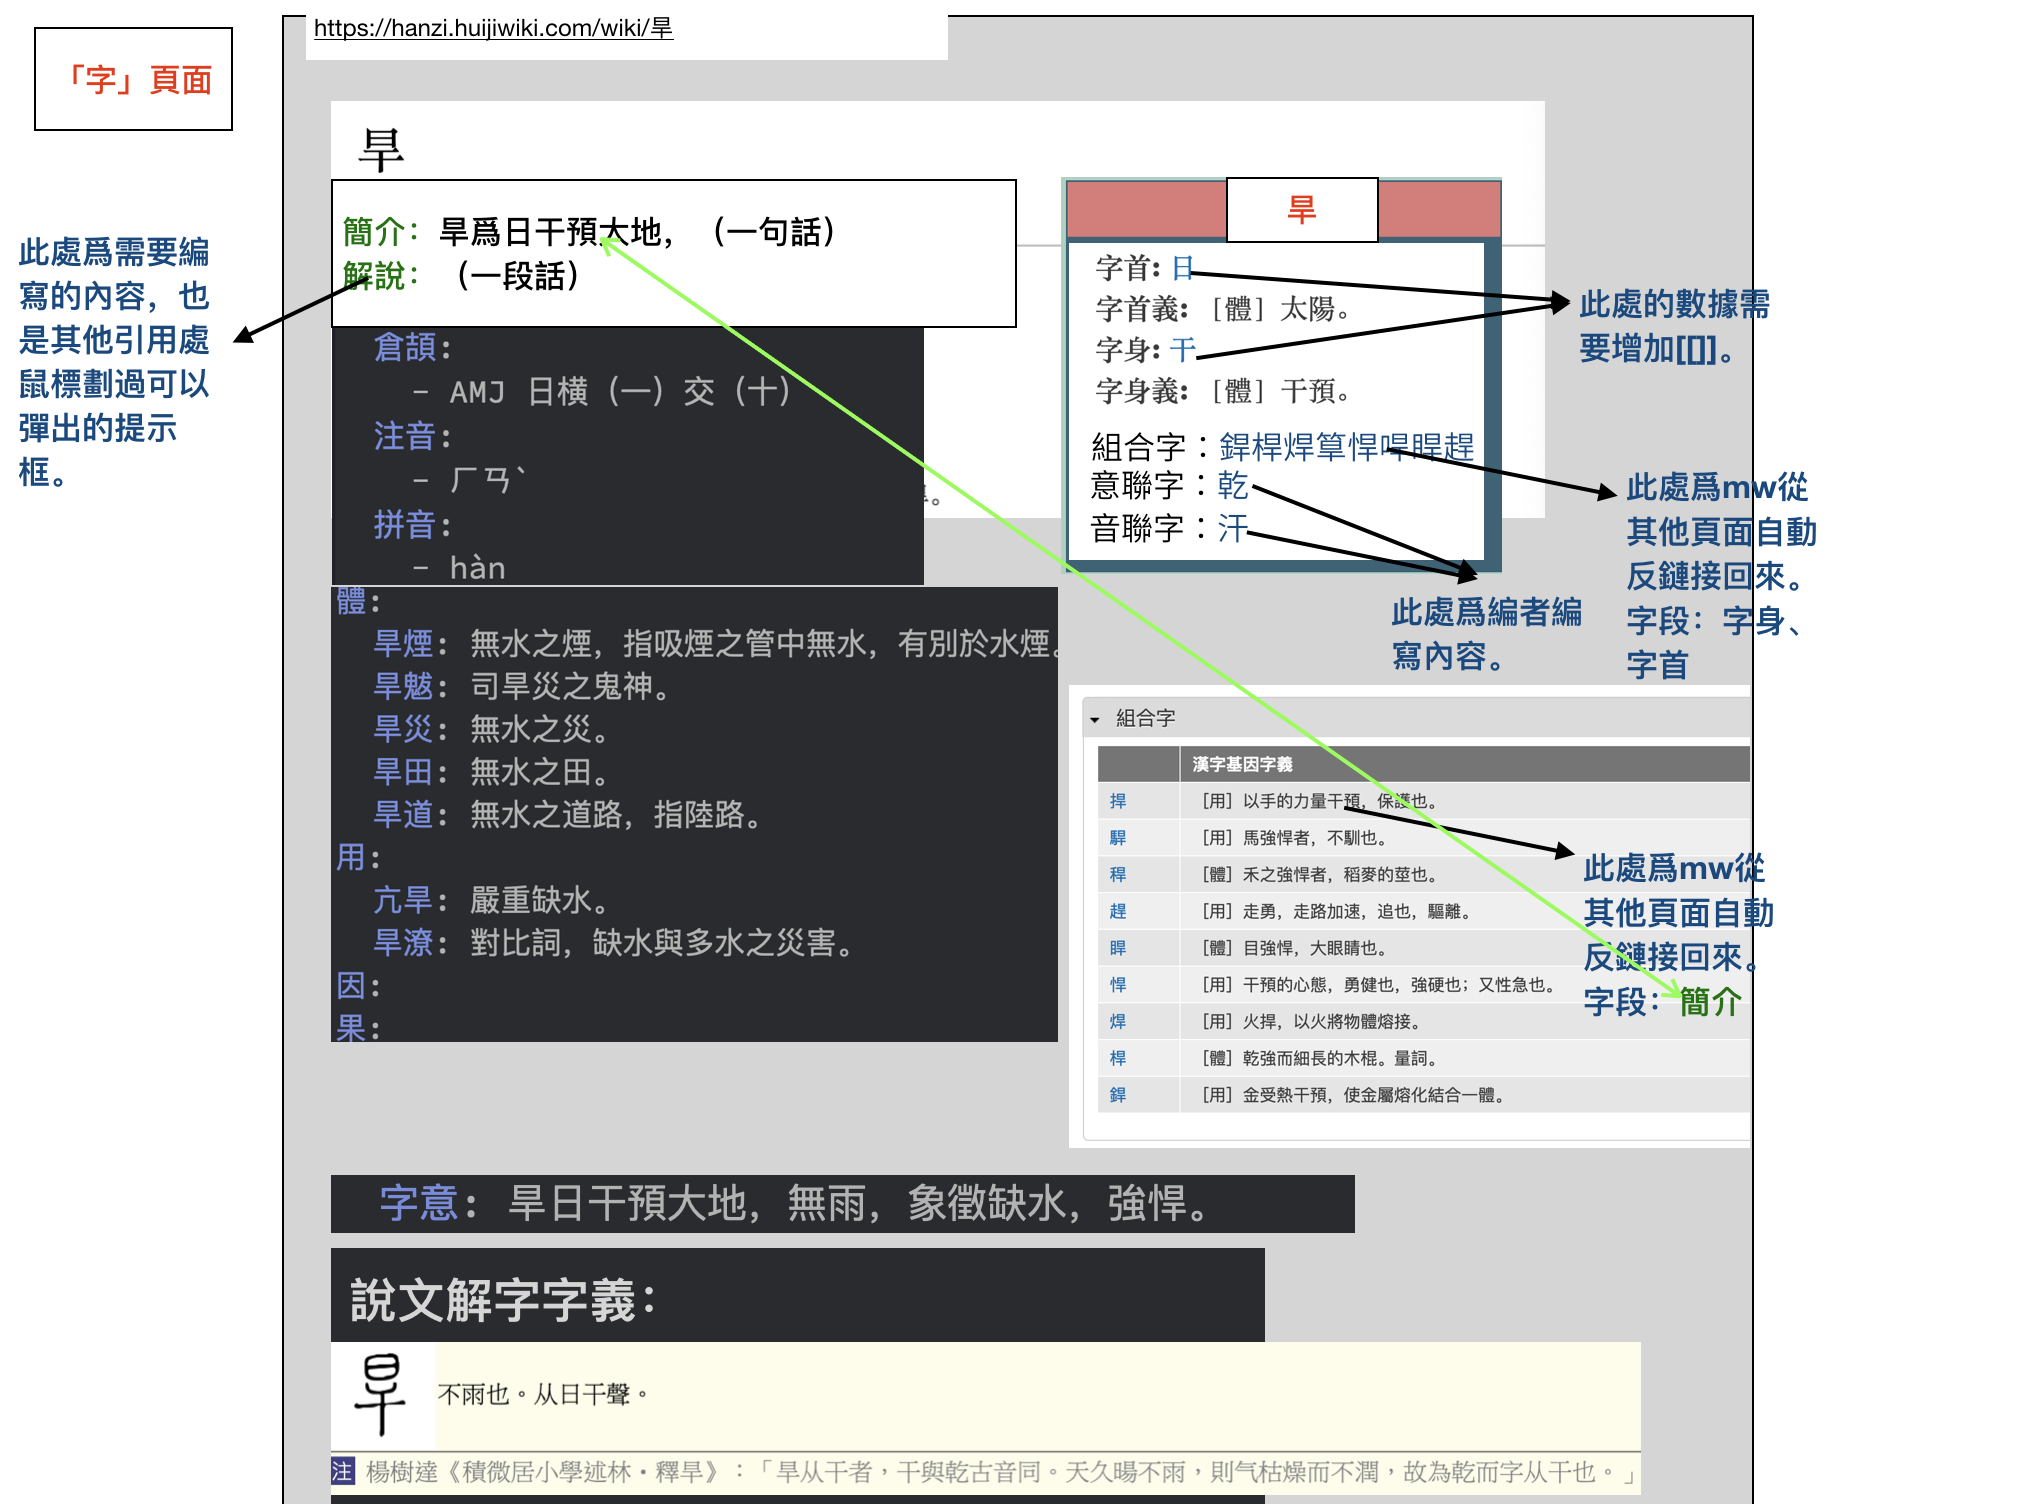 https://hanzi.huijiwiki.com/wiki/旱
「字」頁面
旱
簡介：旱爲日干預大地，（一句話）
解說：（一段話）
此處爲需要編
寫的內容，也
是其他引用處
鼠標劃過可以
彈出的提示
框。
倉頡:
- AMJ 日横（一）交（十）
注音:
- ㄏㄢˋ
拼音:
- hàn
旱
字首: 日
字首義:［體］太陽。
字身: 干
字身義:［體］干預。
組合字：銲桿焊䈄悍哻睅趕
意聯字：乾
音聯字：汗
此處的數據需
要增加[[]]。
此處爲mw從
其他頁面自動
反鏈接回來。
字段：字身、
字首
此處爲編者編
寫內容。
體:
旱煙: 無水之煙，指吸煙之管中無水，有別於水煙。
旱魃: 司旱災之鬼神。
旱災: 無水之災。
旱田: 無水之田。
旱道: 無水之道路，指陸路。
用:
亢旱: 嚴重缺水。
旱潦: 對比詞，缺水與多水之災害。
因:
果:
組合字
漢字基因字義
捍 ［用］以手的力量干預，保護也。
駻 ［用］馬強悍者，不馴也。
稈 ［體］禾之強悍者，稻麥的莖也。
趕 ［用］走勇，走路加速，追也，驅離。
睅 ［體］目強悍，大眼睛也。
悍 ［用］干預的心態，勇健也，強硬也；又性急也。
焊 ［用］火捍，以火將物體熔接。
桿 ［體］乾強而細長的木棍。量詞。
銲 ［用］金受熱干預，使金屬熔化結合一體。
此處爲mw從
其他頁面自動
反鏈接回來。
字段：簡介
字意: 旱日干預大地，無雨，象徵缺水，強悍。
說文解字字義：
旱 不雨也。从日干聲。
注 楊樹達《積微居小學述林·釋旱》：「旱从干者，干與乾古音同。天久暘不雨，則气枯燥而不潤，故為乾而字从干也。」